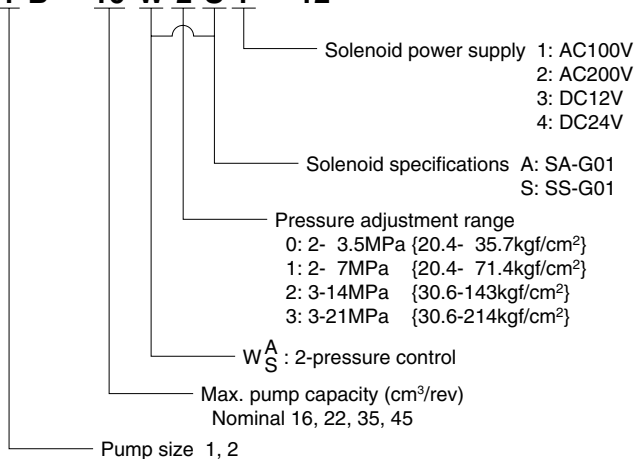 Solenoid power supply 1: AC100V
2: AC200V
3: DC12V
4: DC24V
Solenoid specifications A: SA-G01
S: SS-G01
Pressure adjustment range
0: 2- 3.5MPa {20.4- 35.7kgf/cm²}
1: 2- 7MPa {20.4- 71.4kgf/cm²}
2: 3-14MPa {30.6-143kgf/cm²}
3: 3-21MPa {30.6-214kgf/cm²}
W A S : 2-pressure control
Max. pump capacity (cm³/rev)
Nominal 16, 22, 35, 45
Pump size 1, 2